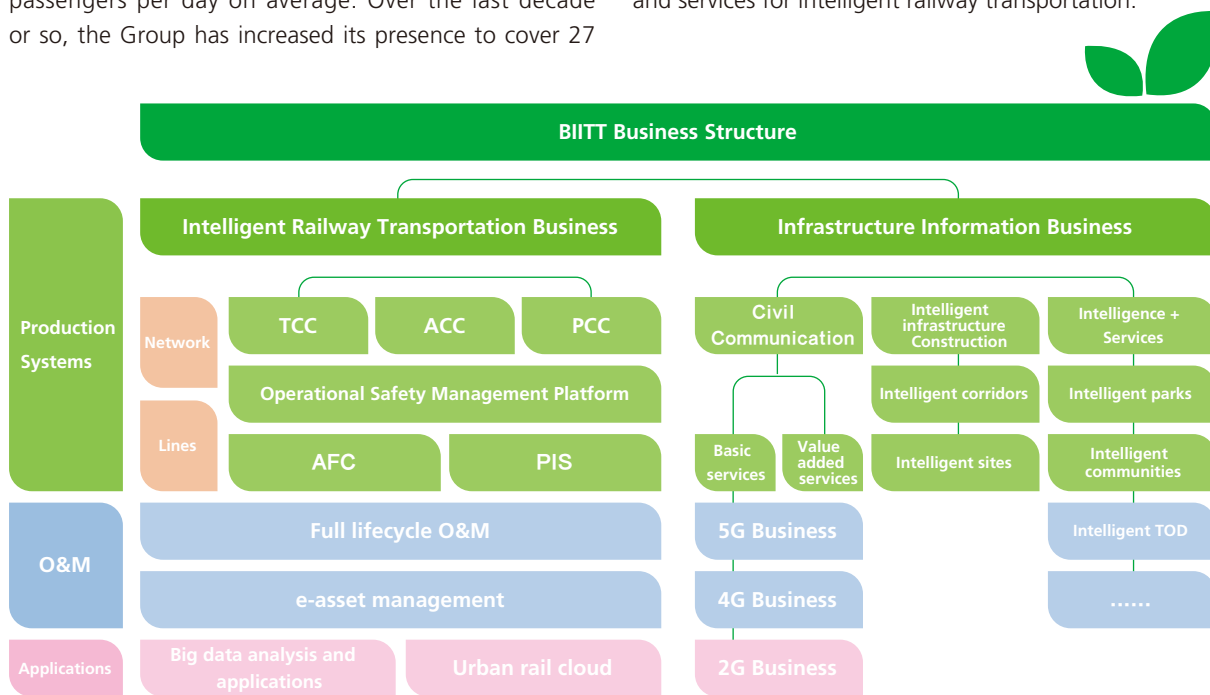 passengers per day on average. Over the last decade
or so, the Group has increased its presence to cover 27
and services for intelligent railway transportation.
BIITT Business Structure
Intelligent Railway Transportation Business
Infrastructure Information Business
Production
Systems
Network
Lines
TCC
ACC
PCC
Operational Safety Management Platform
AFC
PIS
Civil
Communication
Basic
services
Value
added
services
Intelligent
infrastructure
Construction
Intelligent corridors
Intelligent sites
Intelligence +
Services
Intelligent parks
Intelligent
communities
O&M
Full lifecycle O&M
e-asset management
5G Business
4G Business
Intelligent TOD
......
Applications
Big data analysis and
applications
Urban rail cloud
2G Business